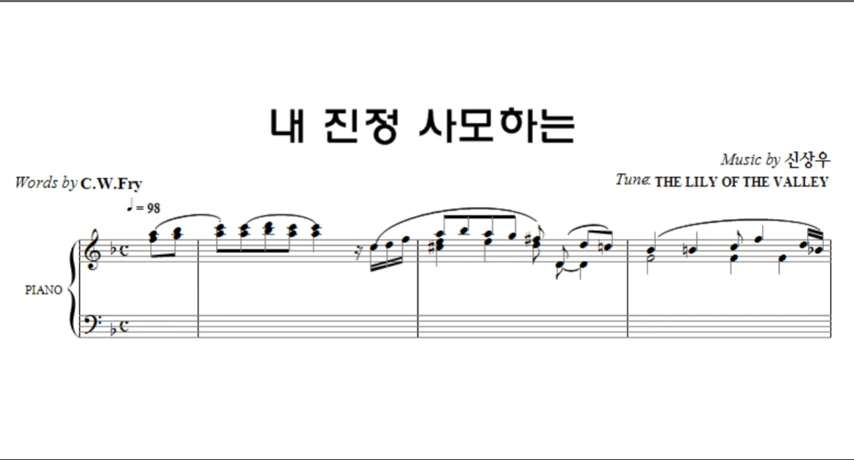 내 진정 사모하는
Music by 신상우
Words by C.W.Fry
Tune: THE LILY OF THE VALLEY
♩ = 98
PIANO